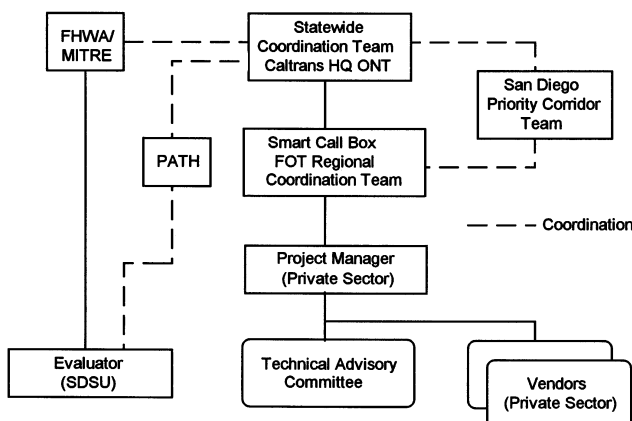 FHWA/
MITRE
Statewide
Coordination Team
Caltrans HQ ONT
San Diego
Priority Corridor
Team
PATH
Smart Call Box
FOT Regional
Coordination Team
Coordination
Project Manager
(Private Sector)
Evaluator
(SDSU)
Technical Advisory
Committee
Vendors
(Private Sector)